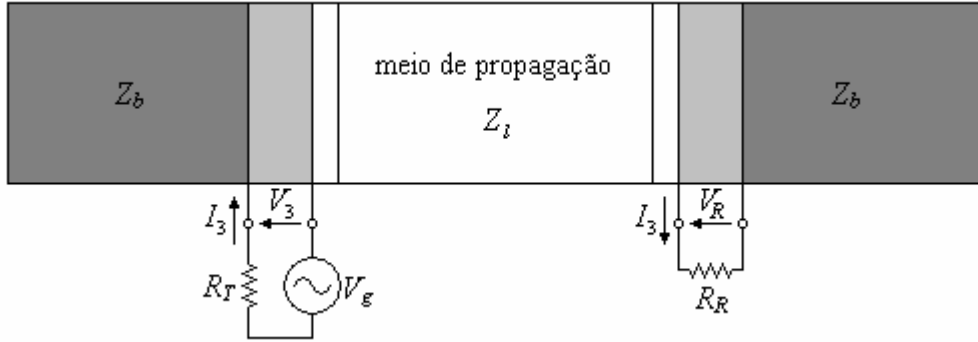 meio de propagação
Z_b
Z_l
Z_b
I_3
V_3
I_3
V_R
R_T
V_g
R_R